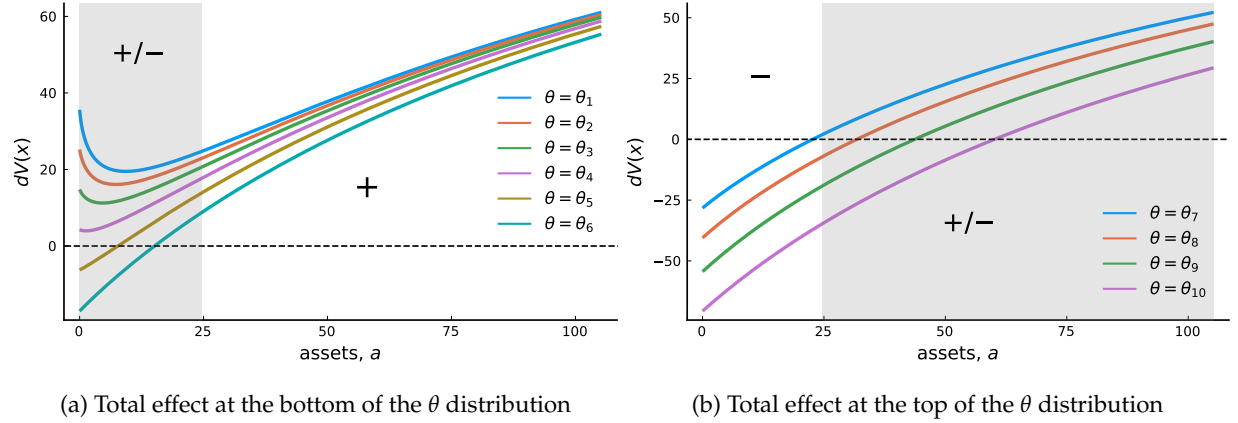 60
40
20
0
dV(x)
+/−
+
θ = θ₁
θ = θ₂
θ = θ₃
θ = θ₄
θ = θ₅
θ = θ₆
0 25 50 75 100
assets, a
(a) Total effect at the bottom of the θ distribution
50
25
0
−25
−50
dV(x)
−
+/−
θ = θ₇
θ = θ₈
θ = θ₉
θ = θ₁₀
0 25 50 75 100
assets, a
(b) Total effect at the top of the θ distribution